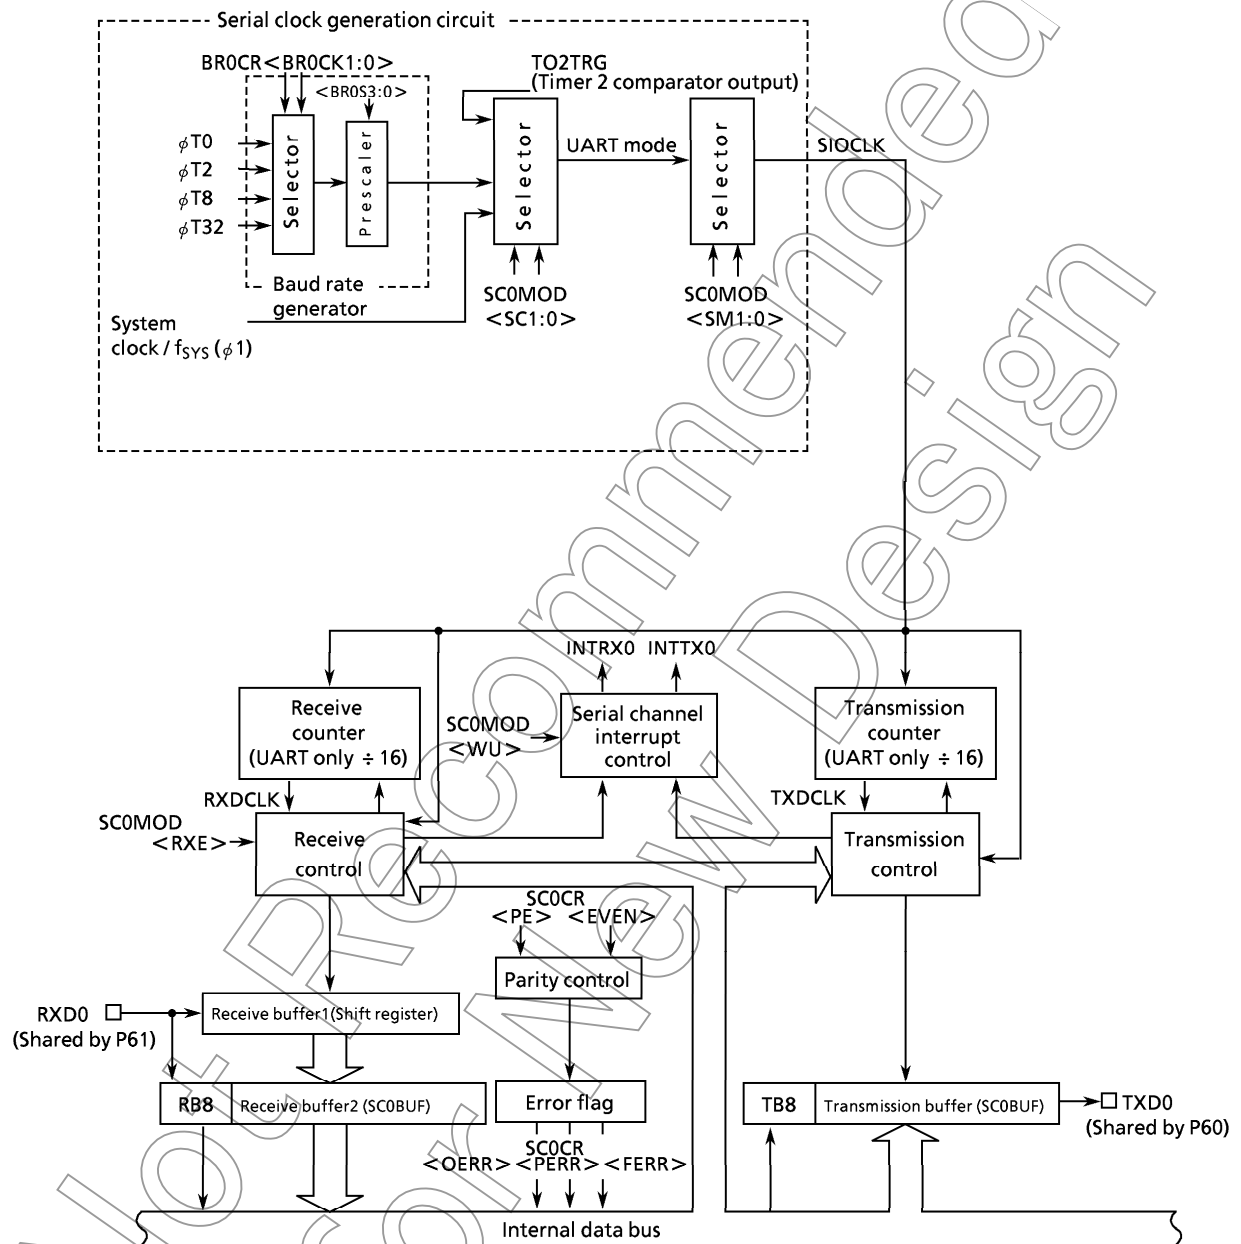 Serial clock generation circuit
BR0CR<BR0CK1:0>
<BR0S3:0>
TO2TRG
(Timer 2 comparator output)
φT0
φT2
φT8
φT32
Selector
Prescaler
Selector
UART mode
Selector
SIOCLK
Baud rate
generator
SC0MOD
<SC1:0>
SC0MOD
<SM1:0>
System
clock / fSYS (φ1)
INTRX0 INTTX0
Receive
counter
(UART only ÷ 16)
SC0MOD
<WU>
Serial channel
interrupt
control
Transmission
counter
(UART only ÷ 16)
RXDCLK
TXDCLK
SC0MOD
<RXE>
Receive
control
Transmission
control
SC0CR
<PE> <EVEN>
Parity control
RXD0
(Shared by P61)
Receive buffer1(Shift register)
RB8
Receive buffer2 (SC0BUF)
Error flag
TB8
Transmission buffer (SC0BUF)
TXD0
(Shared by P60)
SC0CR
<OERR> <PERR> <FERR>
Internal data bus
Not Recommended
for New Design